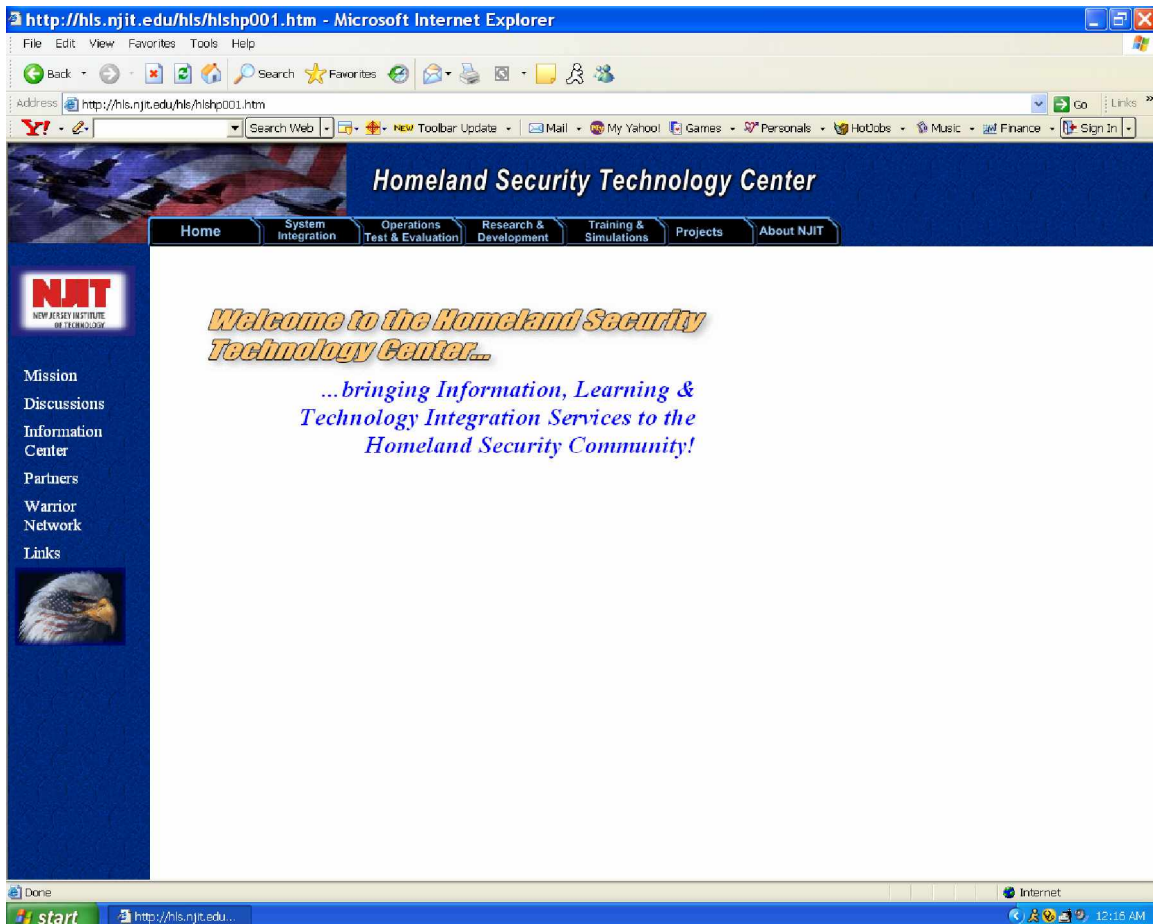 http://hls.njit.edu/hls/hlshp001.htm - Microsoft Internet Explorer
File Edit View Favorites Tools Help
Back Search Favorites
Address http://hls.njit.edu/hls/hlshp001.htm Go Links »
Y! Search Web NEW Toolbar Update Mail My Yahoo! Games Personals HotJobs Music Finance Sign In
Homeland Security Technology Center
Home System Integration Operations Test & Evaluation Research & Development Training & Simulations Projects About NJIT
NJIT
NEW JERSEY INSTITUTE
OF TECHNOLOGY
Mission
Discussions
Information
Center
Partners
Warrior
Network
Links
Welcome to the Homeland Security
Technology Center...
...bringing Information, Learning &
Technology Integration Services to the
Homeland Security Community!
Done Internet
start http://hls.njit.edu... 12:16 AM